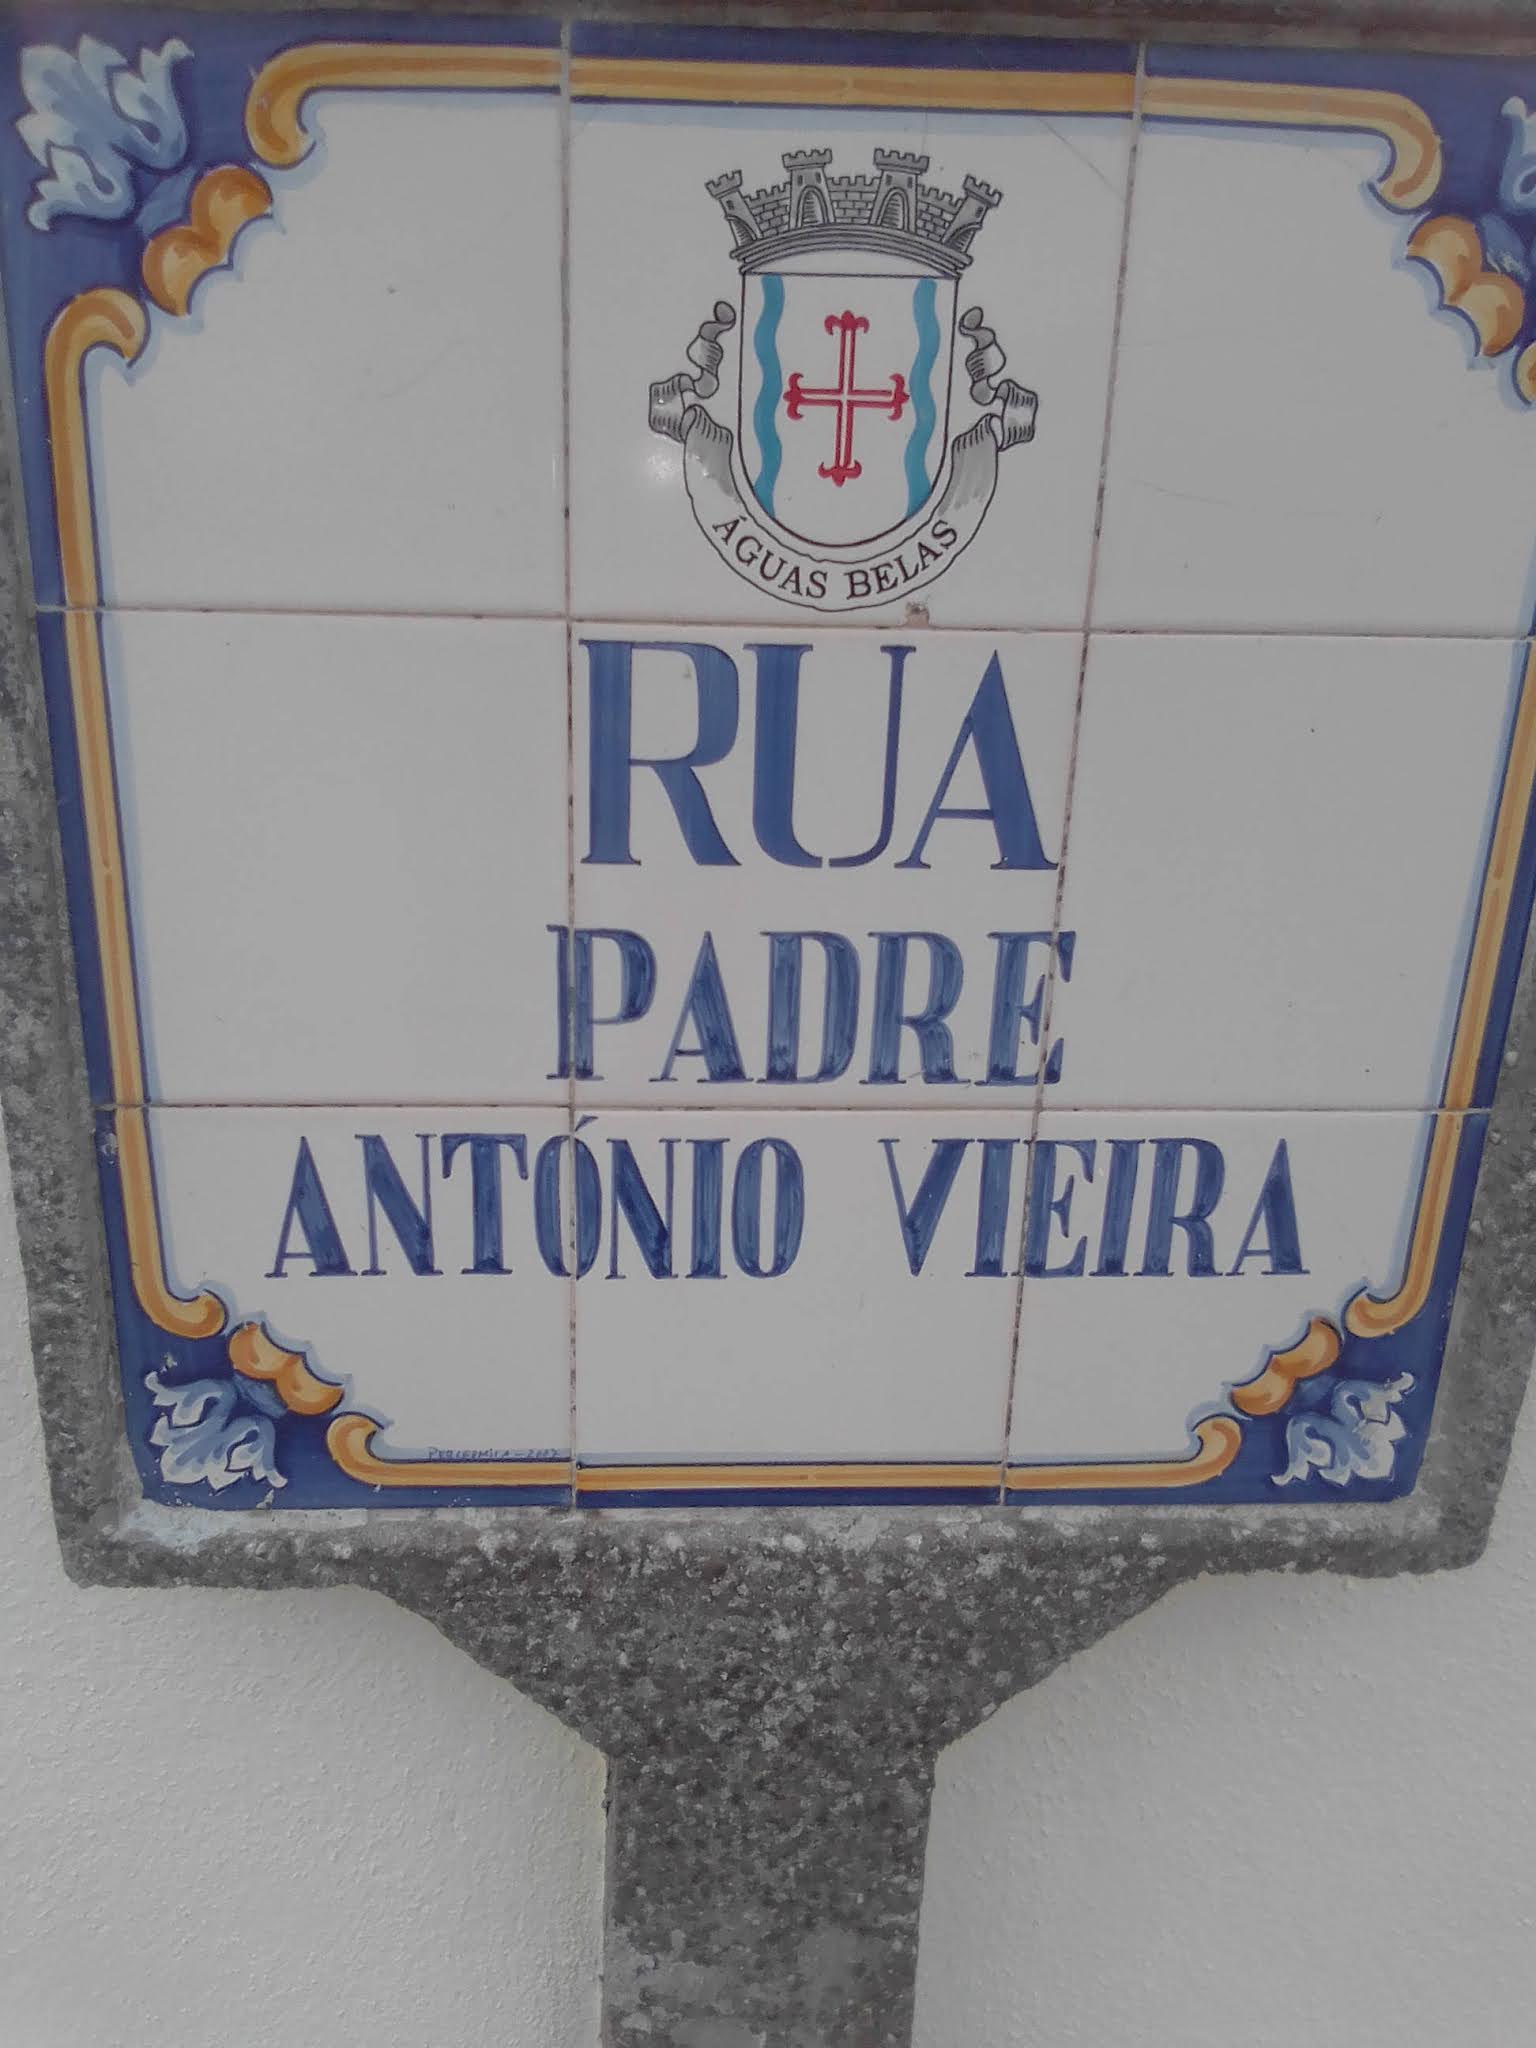 ÁGUAS BELAS
RUA
PADRE
ANTÓNIO VIEIRA